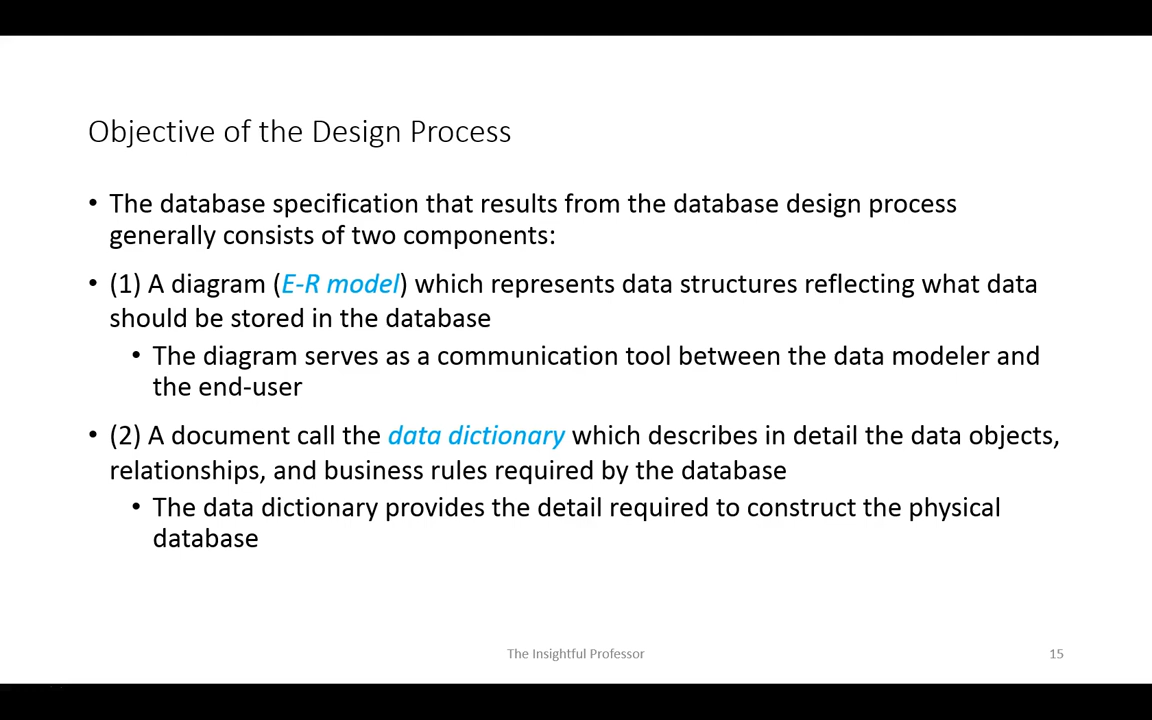 Objective of the Design Process
• The database specification that results from the database design process
generally consists of two components:
• (1) A diagram (E-R model) which represents data structures reflecting what data
should be stored in the database
• The diagram serves as a communication tool between the data modeler and
the end-user
• (2) A document call the data dictionary which describes in detail the data objects,
relationships, and business rules required by the database
• The data dictionary provides the detail required to construct the physical
database
The Insightful Professor
15